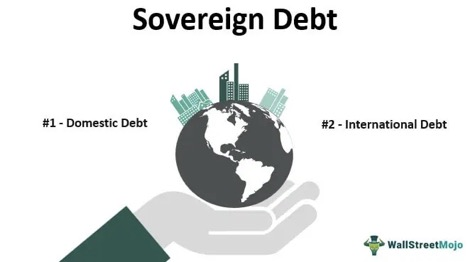 Sovereign Debt
#1 - Domestic Debt
#2 - International Debt
WallStreetMojo